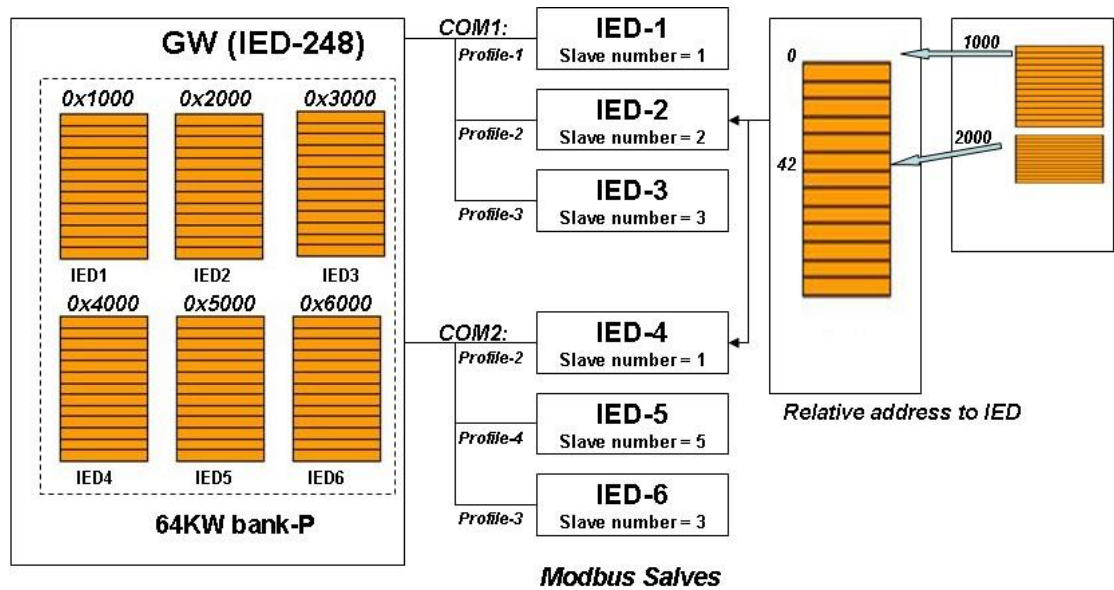 GW (IED-248)
0x1000 0x2000 0x3000
IED1 IED2 IED3
0x4000 0x5000 0x6000
IED4 IED5 IED6
64KW bank-P
COM1:
Profile-1
IED-1
Slave number = 1
Profile-2
IED-2
Slave number = 2
Profile-3
IED-3
Slave number = 3
COM2:
Profile-2
IED-4
Slave number = 1
Profile-4
IED-5
Slave number = 5
Profile-3
IED-6
Slave number = 3
Modbus Salves
0
42
1000
2000
Relative address to IED